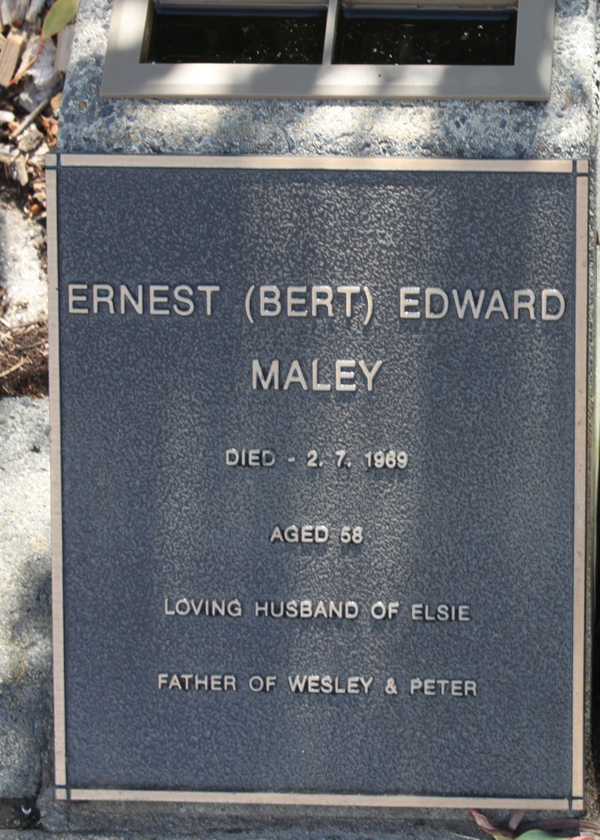 ERNEST (BERT) EDWARD
MALEY
DIED - 2. 7. 1969
AGED 58
LOVING HUSBAND OF ELSIE
FATHER OF WESLEY & PETER